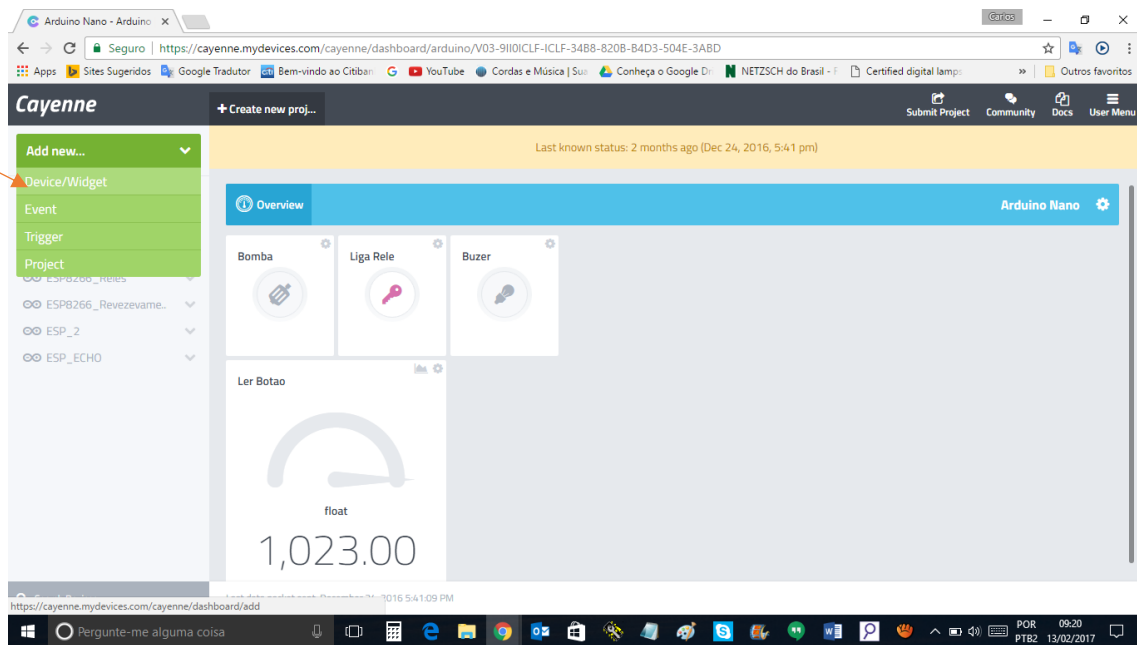 Arduino Nano - Arduino
Carlos
Seguro | https://cayenne.mydevices.com/cayenne/dashboard/arduino/V03-9II0ICLF-ICLF-34B8-820B-B4D3-504E-3ABD
Apps Sites Sugeridos Google Tradutor Bem-vindo ao Citiban YouTube Cordas e Música | Sua Conheça o Google Dr NETZSCH do Brasil - F Certified digital lamps » Outros favoritos
Cayenne
+ Create new proj...
Submit Project Community Docs User Menu
Add new...
Last known status: 2 months ago (Dec 24, 2016, 5:41 pm)
Device/Widget
Event
Trigger
Project
Overview
Arduino Nano
Bomba Liga Rele Buzer
ESP8266_Reles
ESP8266_Revezevame..
ESP_2
ESP_ECHO
Ler Botao
float
1,023.00
2016 5:41:09 PM
https://cayenne.mydevices.com/cayenne/dashboard/add
Pergunte-me alguma coisa
POR 09:20
PTB2 13/02/2017